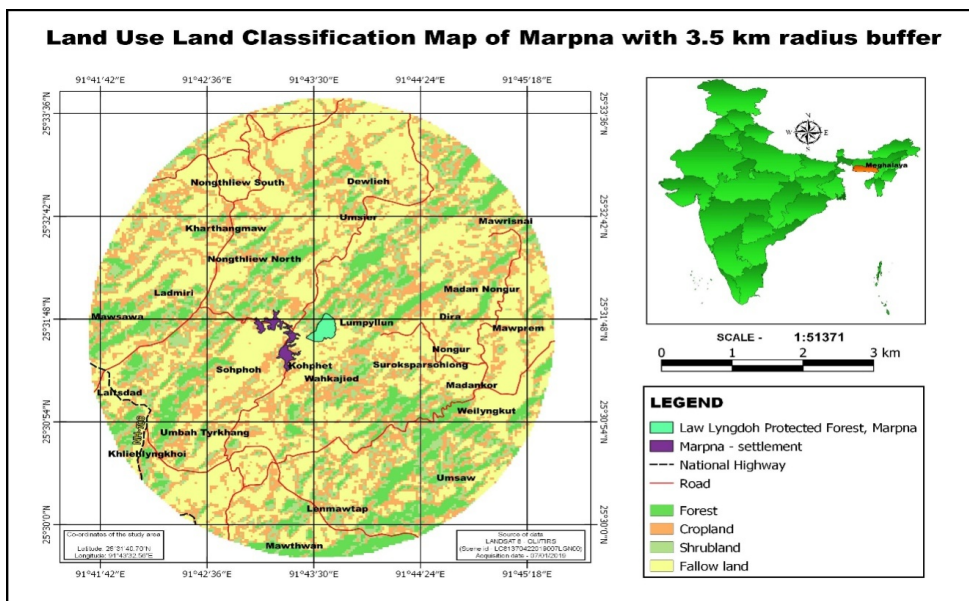 Land Use Land Classification Map of Marpna with 3.5 km radius buffer
91°41'42"E 91°42'36"E 91°43'30"E 91°44'24"E 91°45'18"E
25°33'36"N 25°33'36"N
Nongthliew South
Dewlieh
25°32'42"N 25°32'42"N
Umsier
Mawrisnai
Kharthangmaw
Nongthliew North
Ladmiri
Madan Nongur
Mawsawa
25°31'48"N 25°31'48"N
Lumpyllun
Dira
Mawprem
Nongur
Sohphoh
Kohphet
Suroksparsohlong
Wahkajied
Laitsdad
Madankor
Weilyngkut
25°30'54"N 25°30'54"N
Umbah Tyrkhang
Khliehlyngkhoi
Umsaw
Lenmawtap
25°30'0"N 25°30'0"N
Mawthwan
Co-ordinates of the study area
Source of data
LANDSAT 8 OLI/TIRS
Acquisition date - 07/01/2019
91°41'42"E 91°42'36"E 91°43'30"E 91°44'24"E 91°45'18"E
N
W E
S
Meghalaya
SCALE - 1:51371
0 1 2 3 km
LEGEND
Law Lyngdoh Protected Forest, Marpna
Marpna - settlement
National Highway
Road
Forest
Cropland
Shrubland
Fallow land